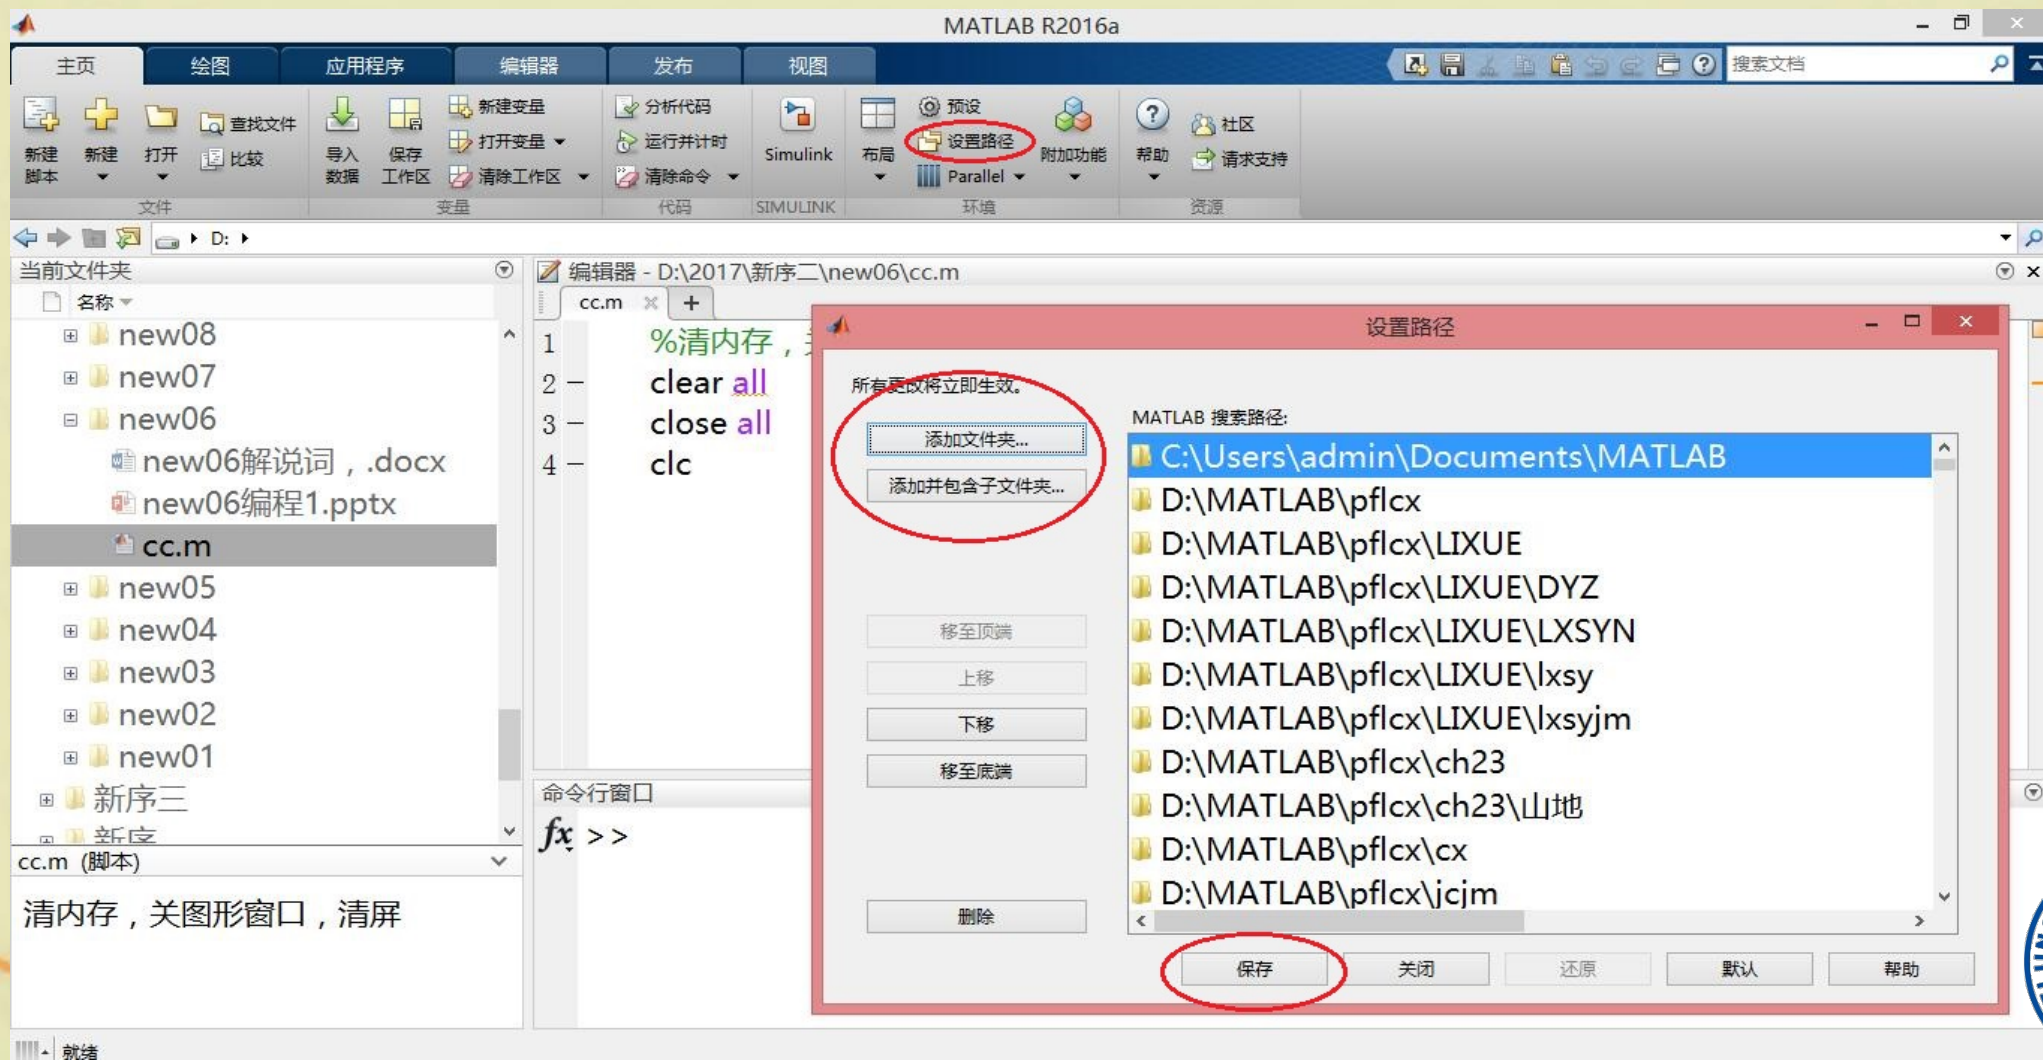 MATLAB R2016a
主页 绘图 应用程序 编辑器 发布 视图 搜索文档
新建脚本 新建 打开 查找文件 比较
导入数据 保存工作区 新建变量 打开变量 清除工作区
分析代码 运行并计时 清除命令
Simulink 布局 预设 设置路径 Parallel 附加功能
帮助 社区 请求支持
文件 变量 代码 SIMULINK 环境 资源
D:
当前文件夹
名称
new08
new07
new06
new06解说词，.docx
new06编程1.pptx
cc.m
new05
new04
new03
new02
new01
新序三
新序
cc.m (脚本)
清内存，关图形窗口，清屏
编辑器 - D:\2017\新序二\new06\cc.m
cc.m
1 %清内存，
2 clear all
3 close all
4 clc
命令行窗口
fx >>
设置路径
所有更改将立即生效。
添加文件夹...
添加并包含子文件夹...
移至顶端
上移
下移
移至底端
删除
MATLAB 搜索路径:
C:\Users\admin\Documents\MATLAB
D:\MATLAB\pflcx
D:\MATLAB\pflcx\LIXUE
D:\MATLAB\pflcx\LIXUE\DYZ
D:\MATLAB\pflcx\LIXUE\LXSYN
D:\MATLAB\pflcx\LIXUE\lxsy
D:\MATLAB\pflcx\LIXUE\lxsyjm
D:\MATLAB\pflcx\ch23
D:\MATLAB\pflcx\ch23\山地
D:\MATLAB\pflcx\cx
D:\MATLAB\pflcx\jcjm
保存 关闭 还原 默认 帮助
就绪